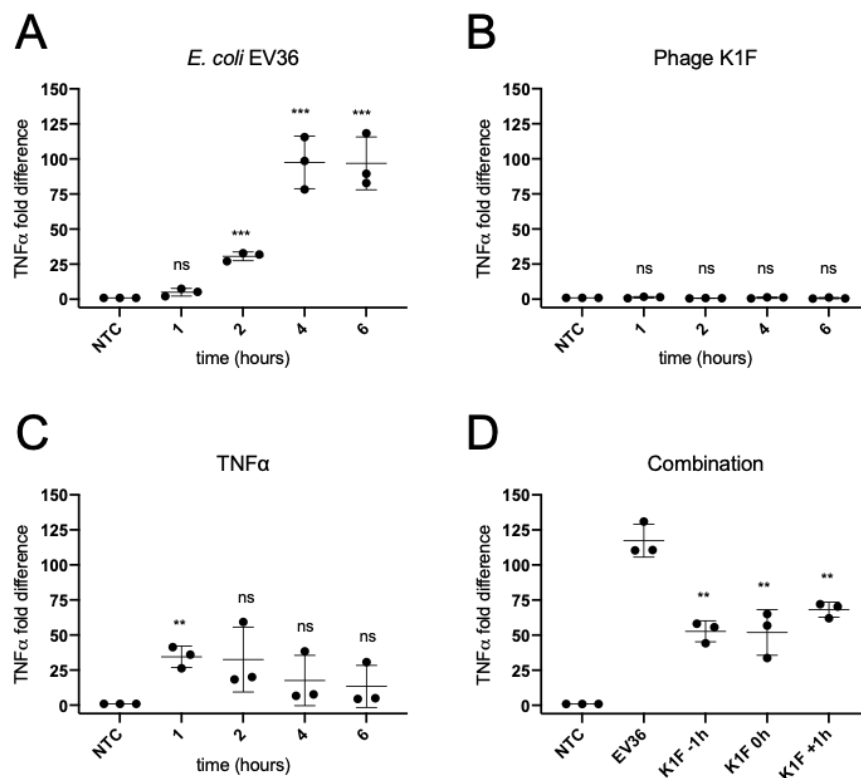 A
E. coli EV36
TNFα fold difference
150
125
100
75
50
25
0
ns
***
***
***
NTC
1
2
4
6
time (hours)
B
Phage K1F
TNFα fold difference
150
125
100
75
50
25
0
ns
ns
ns
ns
NTC
1
2
4
6
time (hours)
C
TNFα
TNFα fold difference
150
125
100
75
50
25
0
**
ns
ns
ns
NTC
1
2
4
6
time (hours)
D
Combination
TNFα fold difference
150
125
100
75
50
25
0
**
**
**
NTC
EV36
K1F -1h
K1F 0h
K1F +1h